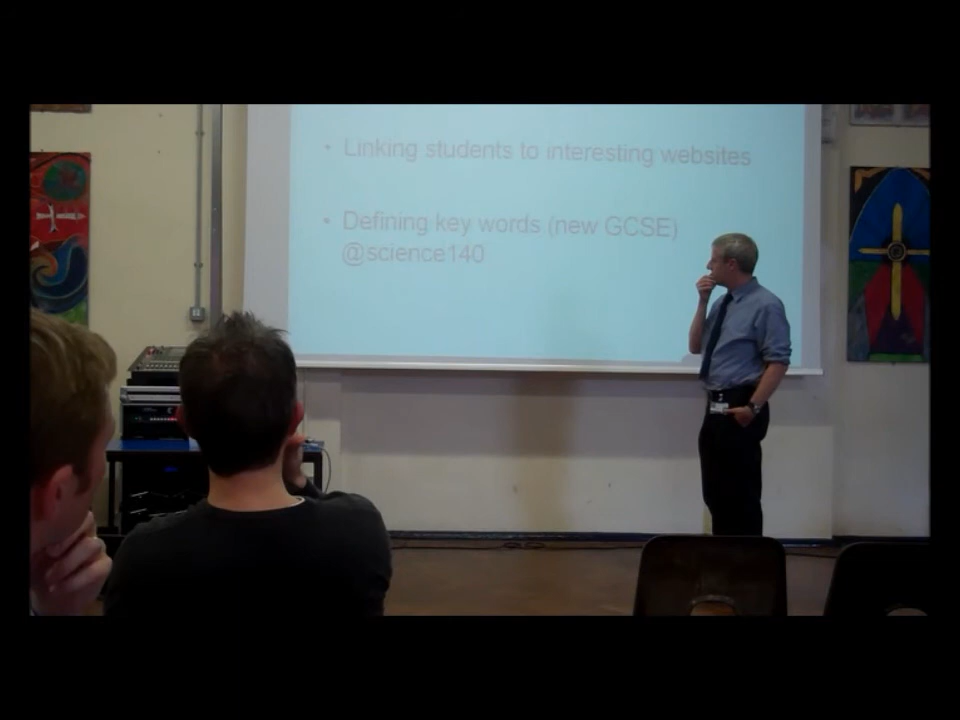 • Linking students to interesting websites
• Defining key words (new GCSE)
@science140